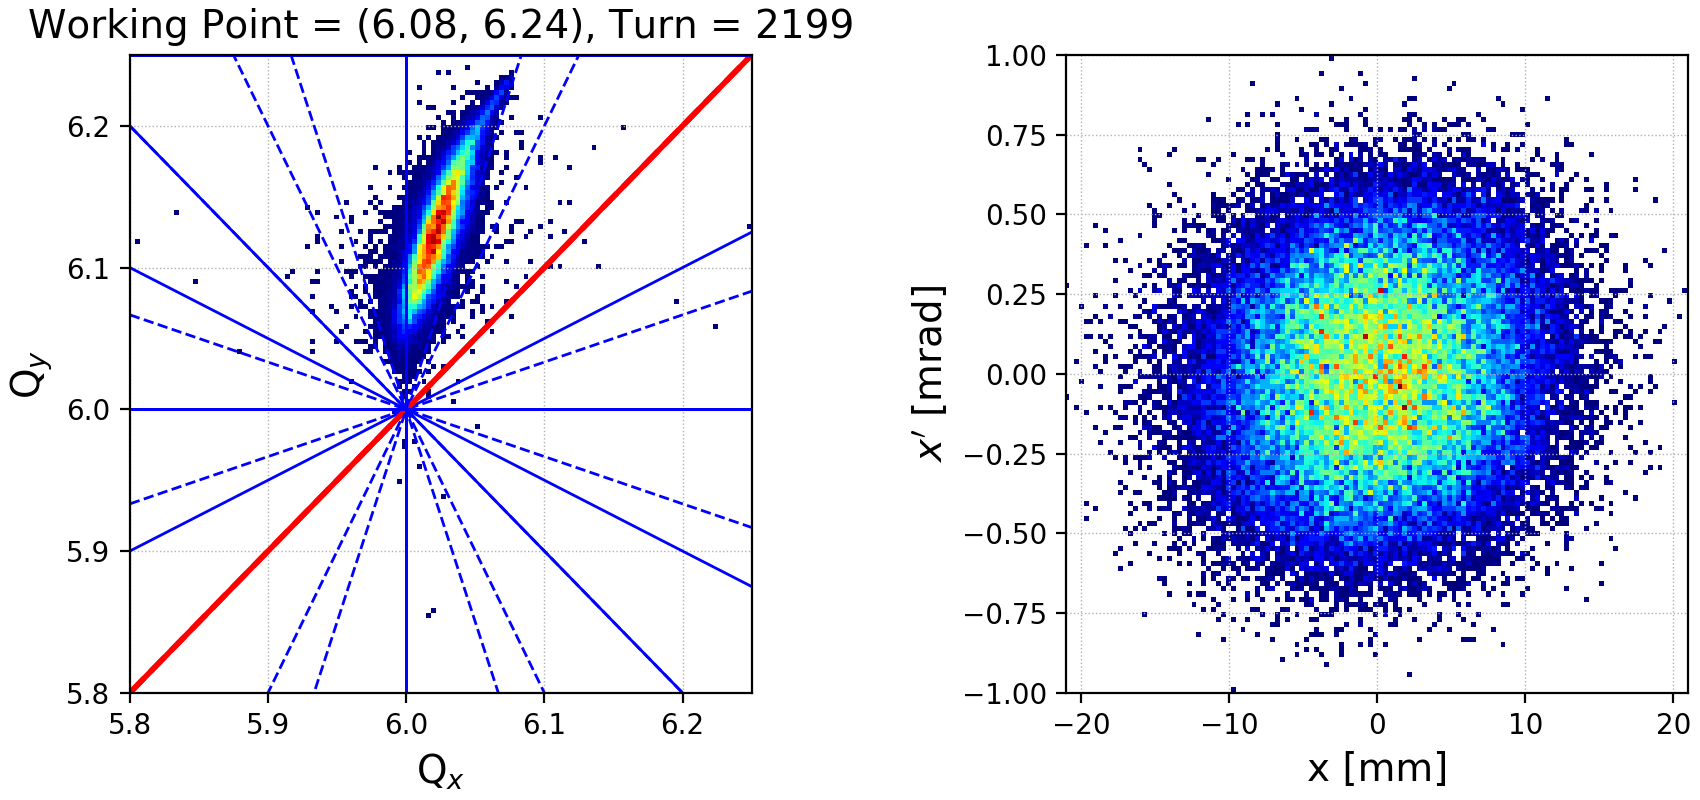 Working Point = (6.08, 6.24), Turn = 2199
6.2
6.1
6.0
5.9
5.8
Q_y
5.8 5.9 6.0 6.1 6.2
Q_x
1.00
0.75
0.50
0.25
0.00
−0.25
−0.50
−0.75
−1.00
x′ [mrad]
−20 −10 0 10 20
x [mm]